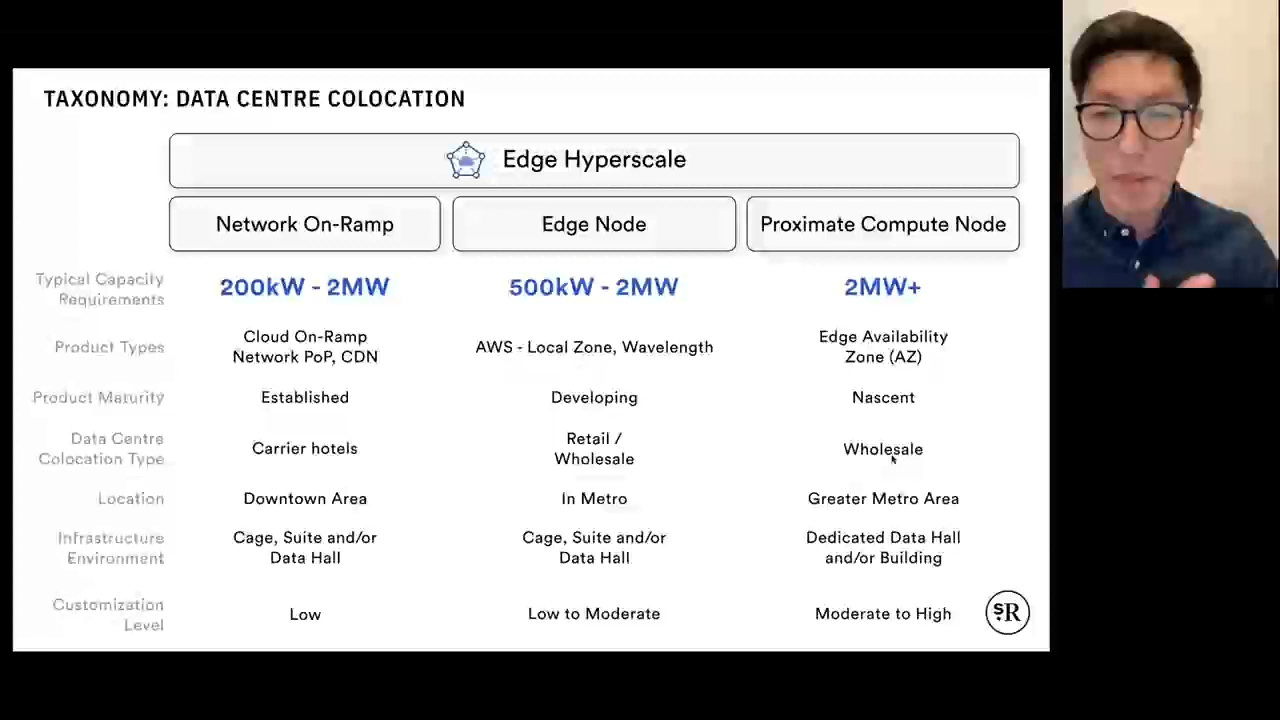 TAXONOMY: DATA CENTRE COLOCATION
Edge Hyperscale
Network On-Ramp
Edge Node
Proximate Compute Node
Typical Capacity
Requirements
200kW - 2MW
500kW - 2MW
2MW+
Product Types
Cloud On-Ramp
Network PoP, CDN
AWS - Local Zone, Wavelength
Edge Availability
Zone (AZ)
Product Maturity
Established
Developing
Nascent
Data Centre
Colocation Type
Carrier hotels
Retail /
Wholesale
Wholesale
Location
Downtown Area
In Metro
Greater Metro Area
Infrastructure
Environment
Cage, Suite and/or
Data Hall
Cage, Suite and/or
Data Hall
Dedicated Data Hall
and/or Building
Customization
Level
Low
Low to Moderate
Moderate to High
SR